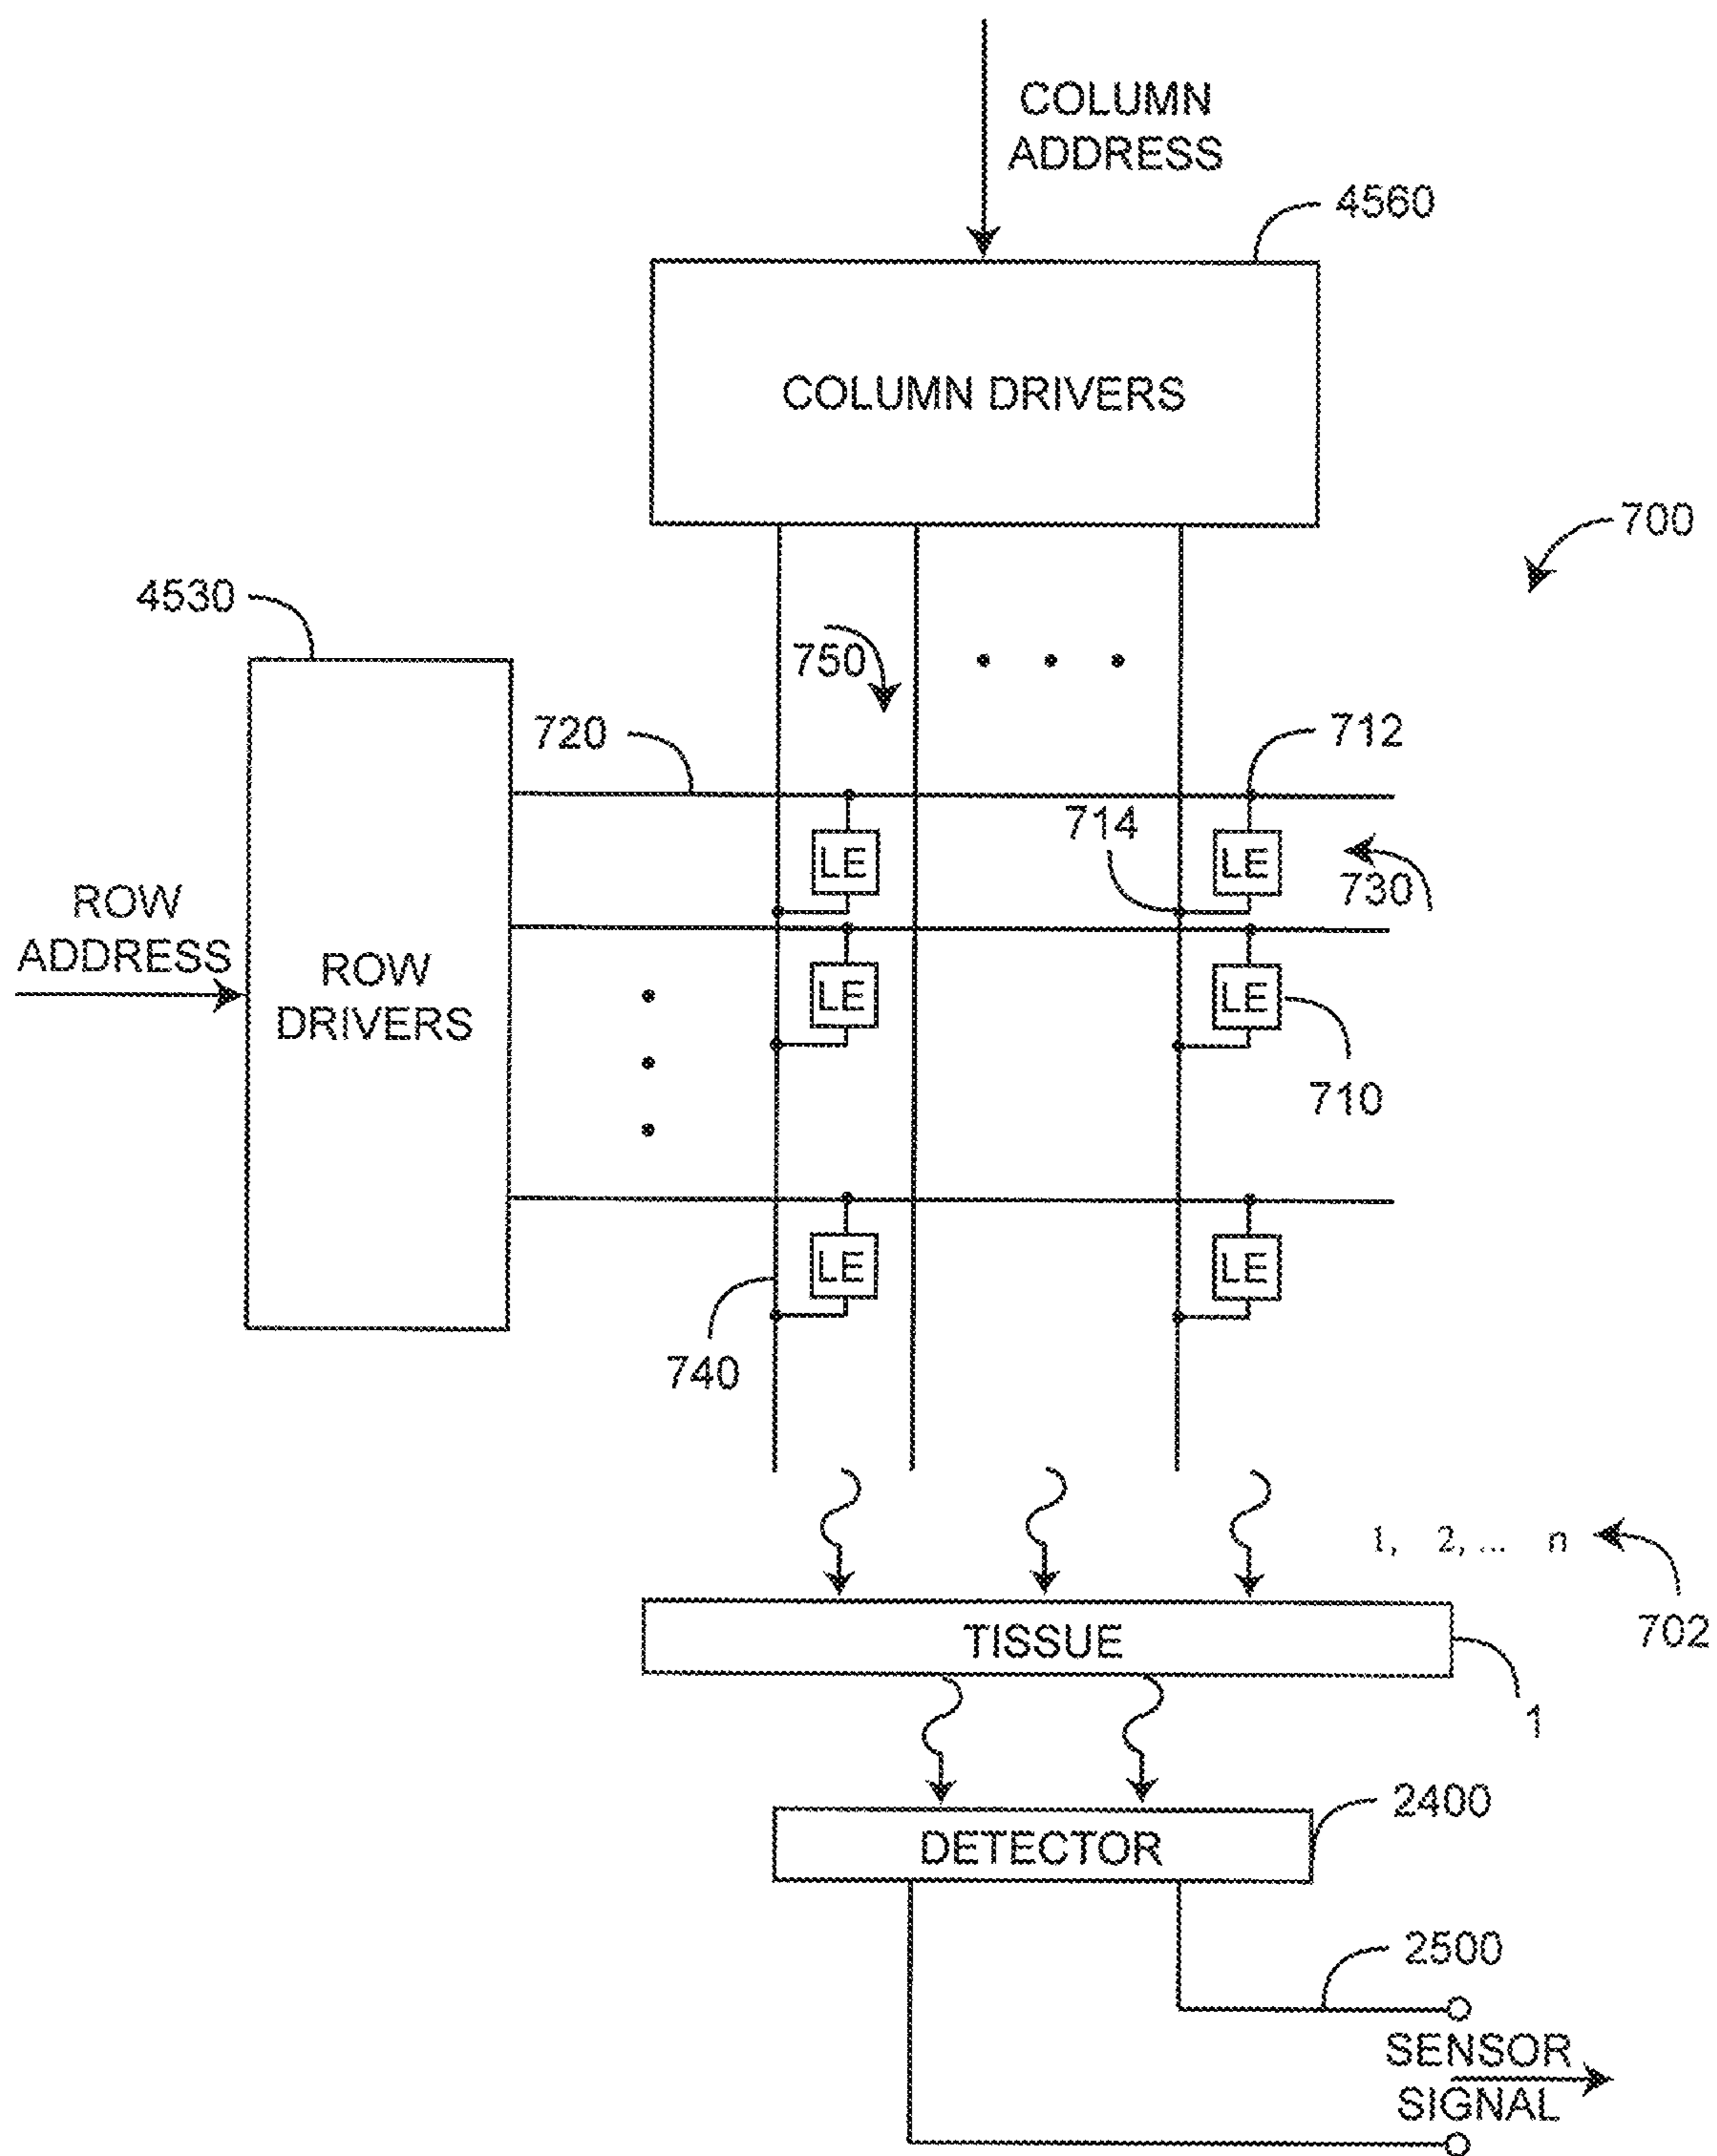 COLUMN
ADDRESS
4560
COLUMN DRIVERS
700
4530
750
720
712
714
LE
LE
730
ROW
ADDRESS
ROW
DRIVERS
LE
LE
710
LE
LE
740
1, 2, ... n
702
TISSUE
1
2400
DETECTOR
2500
SENSOR
SIGNAL